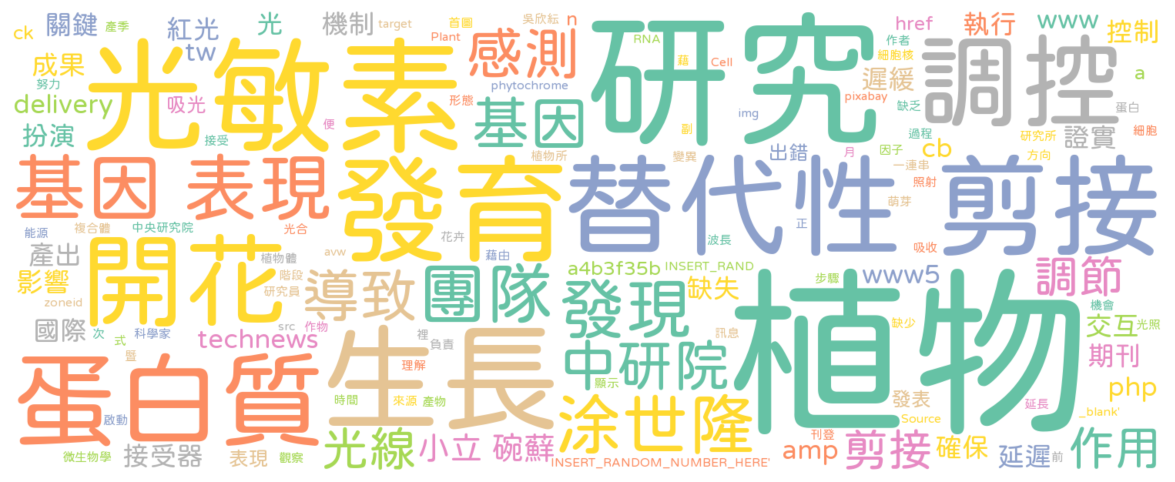 ck 關鍵 產季 紅光 光 機制 target 首圖 吳欣紜 n RNA 作者 href 執行 www 控制
tw Plant 感測 研究 細胞核 調控
成果 光敏素 藉 Cell 遲緩 a
努力 phytochrome pixabay
delivery 吸光 形態 基因 img 缺乏 蛋白
扮演 接受 便 副 過程 證實 研究所 細胞
基因 表現 發育 植物所 變異 出錯 月 因子 cb 一連串 方向
替代性 照射 剪接
能源 複合體 中央研究院 光合 萌芽 正
產出 開花 植物體 avw 花卉 藉由 波長 吸收
影響 階段 導致 團隊 a4b3f35b INSERT_RAND www5 調節
zoneid 研究員 發現 缺失 步驟 機會
國際 次 式 科學家 src 作物 裡 負責 訊息 缺少 交互 光照
technews 生長 植物
蛋白質 暨 理解 中研院 期刊
顯示 php
時間 來源 產物 發表 延長 _blank'
啟動 涂世隆 Source
微生物學 接受器 表現 觀察 光線 小立 碗蘚 刊登 剪接 確保 延遲 前 作用
INSERT_RANDOM_NUMBER_HERE' amp